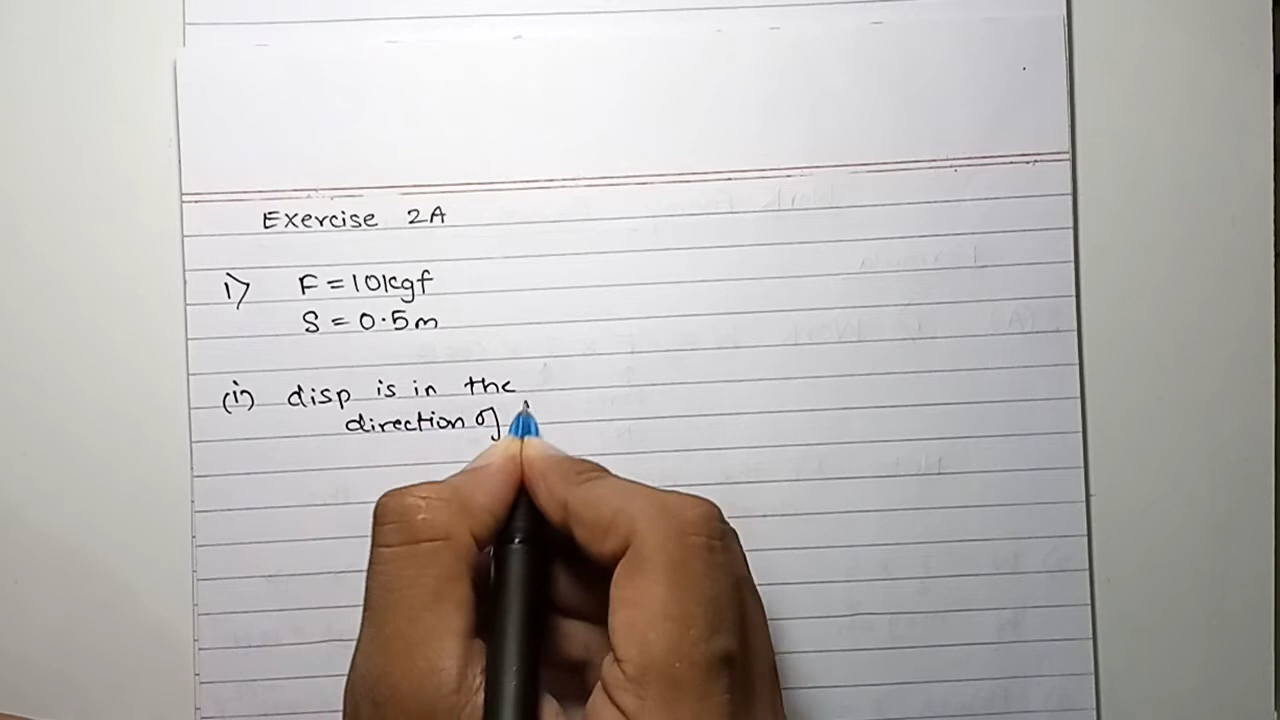 Exercise 2A
1) F = 10kgf
S = 0.5m
(i) disp is in the
direction of